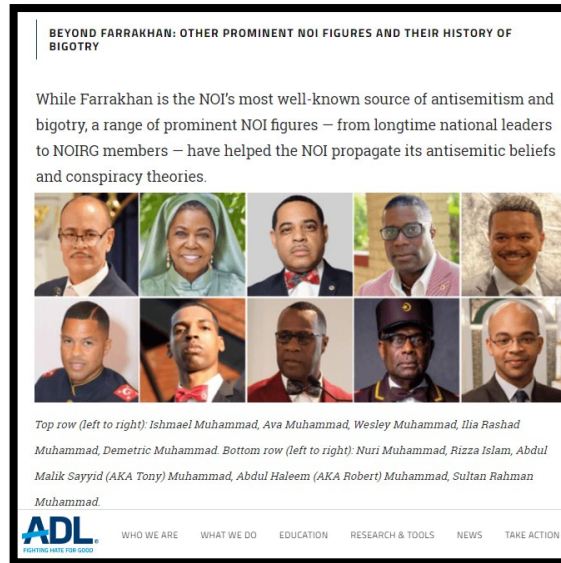 BEYOND FARRAKHAN: OTHER PROMINENT NOI FIGURES AND THEIR HISTORY OF
BIGOTRY
While Farrakhan is the NOI’s most well-known source of antisemitism and
bigotry, a range of prominent NOI figures — from longtime national leaders
to NOIRG members — have helped the NOI propagate its antisemitic beliefs
and conspiracy theories.
Top row (left to right): Ishmael Muhammad, Ava Muhammad, Wesley Muhammad, Ilia Rashad
Muhammad, Demetric Muhammad. Bottom row (left to right): Nuri Muhammad, Rizza Islam, Abdul
Malik Sayyid (AKA Tony) Muhammad, Abdul Haleem (AKA Robert) Muhammad, Sultan Rahman
Muhammad.
ADL®
FIGHTING HATE FOR GOOD
WHO WE ARE WHAT WE DO EDUCATION RESEARCH & TOOLS NEWS TAKE ACTION